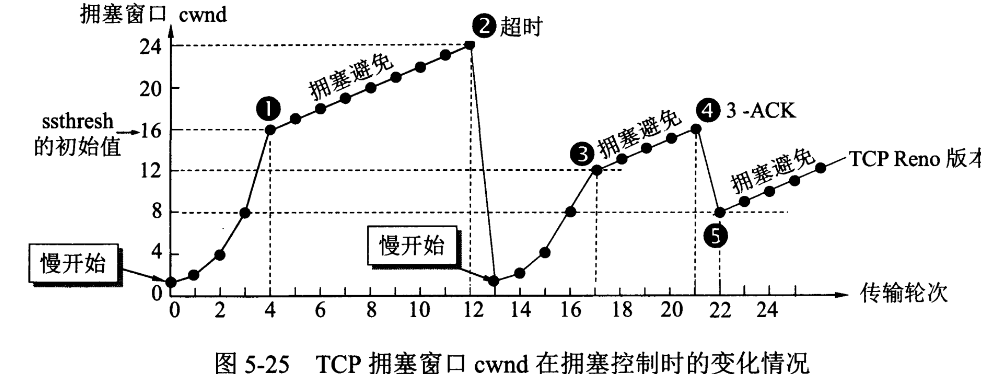 拥塞窗口 cwnd
❷超时
24
20
ssthresh
的初始值
16
12
8
4
0
拥塞避免
❶
❸
拥塞避免
❹ 3 -ACK
拥塞避免
TCP Reno 版本
❺
慢开始
慢开始
0 2 4 6 8 10 12 13 14 16 17 18 20 21 22 24
传输轮次
图 5-25 TCP 拥塞窗口 cwnd 在拥塞控制时的变化情况